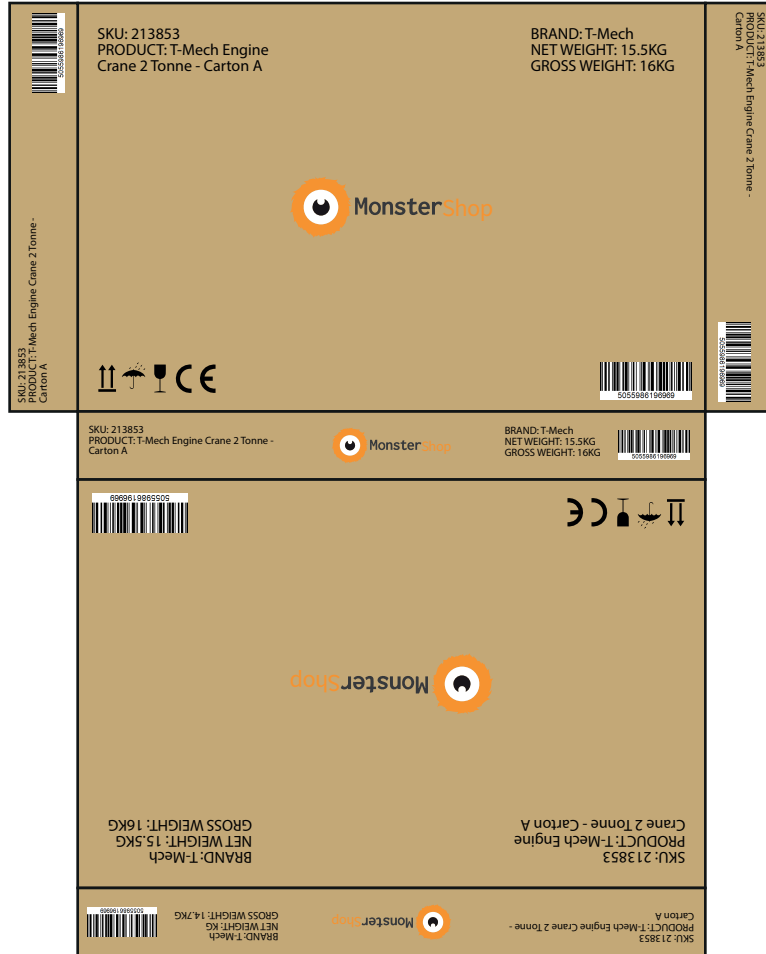 SKU: 213853
PRODUCT: T-Mech Engine
Crane 2 Tonne - Carton A
BRAND: T-Mech
NET WEIGHT: 15.5KG
GROSS WEIGHT: 16KG
MonsterShop
CE
5055986196969
5055986196969
SKU: 213853
PRODUCT: T-Mech Engine Crane 2 Tonne -
Carton A
SKU: 213853
PRODUCT: T-Mech Engine Crane 2 Tonne -
Carton A
5055986196969
SKU: 213853
PRODUCT: T-Mech Engine Crane 2 Tonne -
Carton A
MonsterShop
BRAND: T-Mech
NET WEIGHT: 15.5KG
GROSS WEIGHT: 16KG
5055986196969
SKU: 213853
PRODUCT: T-Mech Engine
Crane 2 Tonne - Carton A
BRAND: T-Mech
NET WEIGHT: 15.5KG
GROSS WEIGHT: 16KG
MonsterShop
CE
5055986196969
SKU: 213853
PRODUCT: T-Mech Engine Crane 2 Tonne -
Carton A
MonsterShop
BRAND: T-Mech
NET WEIGHT: KG
GROSS WEIGHT: 14.7KG
5055986196969